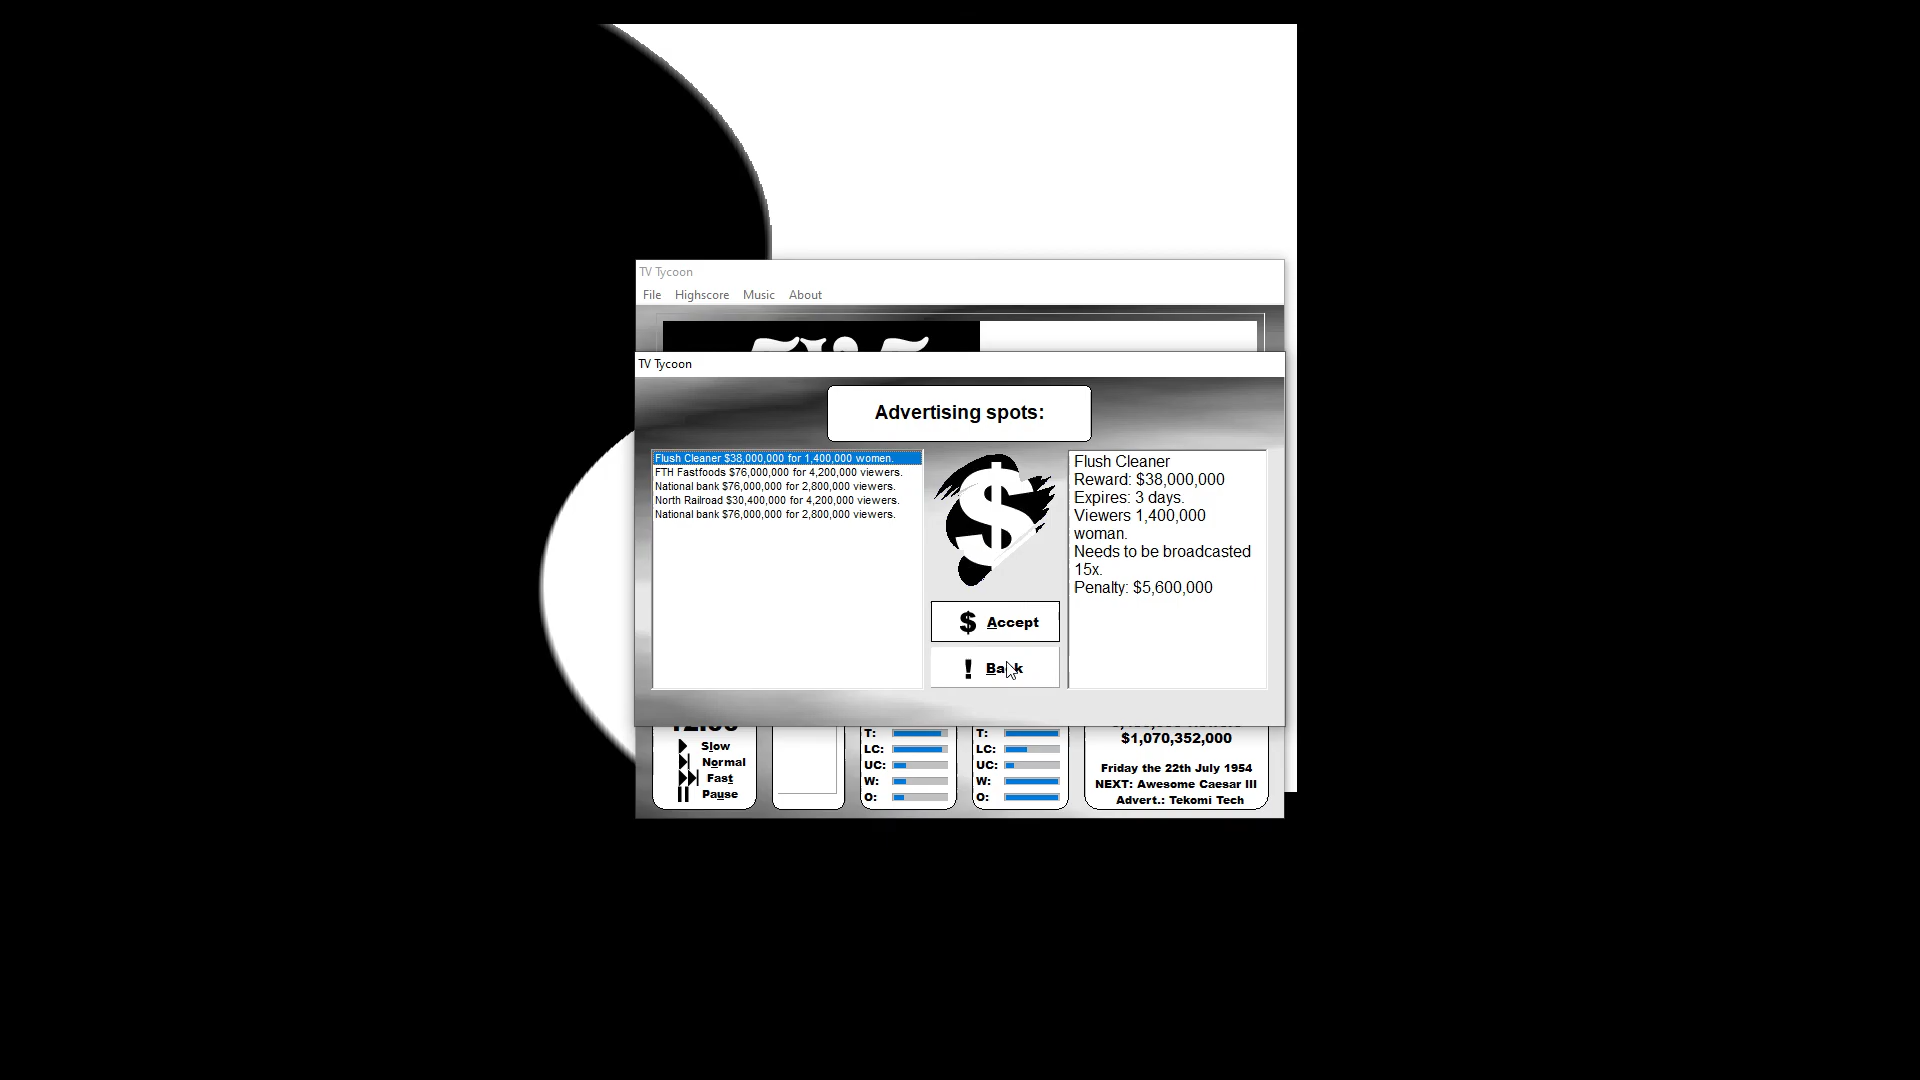 TV Tycoon
File Highscore Music About
TV Tycoon
Advertising spots:
Flush Cleaner $38,000,000 for 1,400,000 women.
FTH Fastfoods $76,000,000 for 4,200,000 viewers.
National bank $76,000,000 for 2,800,000 viewers.
North Railroad $30,400,000 for 4,200,000 viewers.
National bank $76,000,000 for 2,800,000 viewers.
$ Accept
! Back
Flush Cleaner
Reward: $38,000,000
Expires: 3 days.
Viewers 1,400,000
woman.
Needs to be broadcasted
15x.
Penalty: $5,600,000
Slow
Normal
Fast
Pause
T:
LC:
UC:
W:
O:
T:
LC:
UC:
W:
O:
$1,070,352,000
Friday the 22th July 1954
NEXT: Awesome Caesar III
Advert.: Tekomi Tech